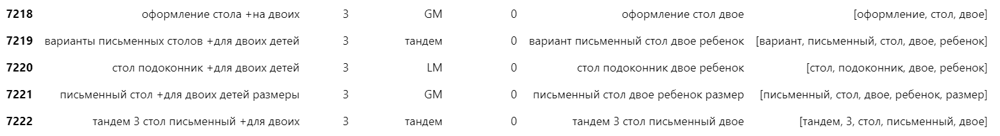 7218 оформление стола +на двоих 3 GM 0 оформление стол двое [оформление, стол, двое]
7219 варианты письменных столов +для двоих детей 3 тандем 0 вариант письменный стол двое ребенок [вариант, письменный, стол, двое, ребенок]
7220 стол подоконник +для двоих детей 3 LM 0 стол подоконник двое ребенок [стол, подоконник, двое, ребенок]
7221 письменный стол +для двоих детей размеры 3 GM 0 письменный стол двое ребенок размер [письменный, стол, двое, ребенок, размер]
7222 тандем 3 стол письменный +для двоих 3 тандем 0 тандем 3 стол письменный двое [тандем, 3, стол, письменный, двое]